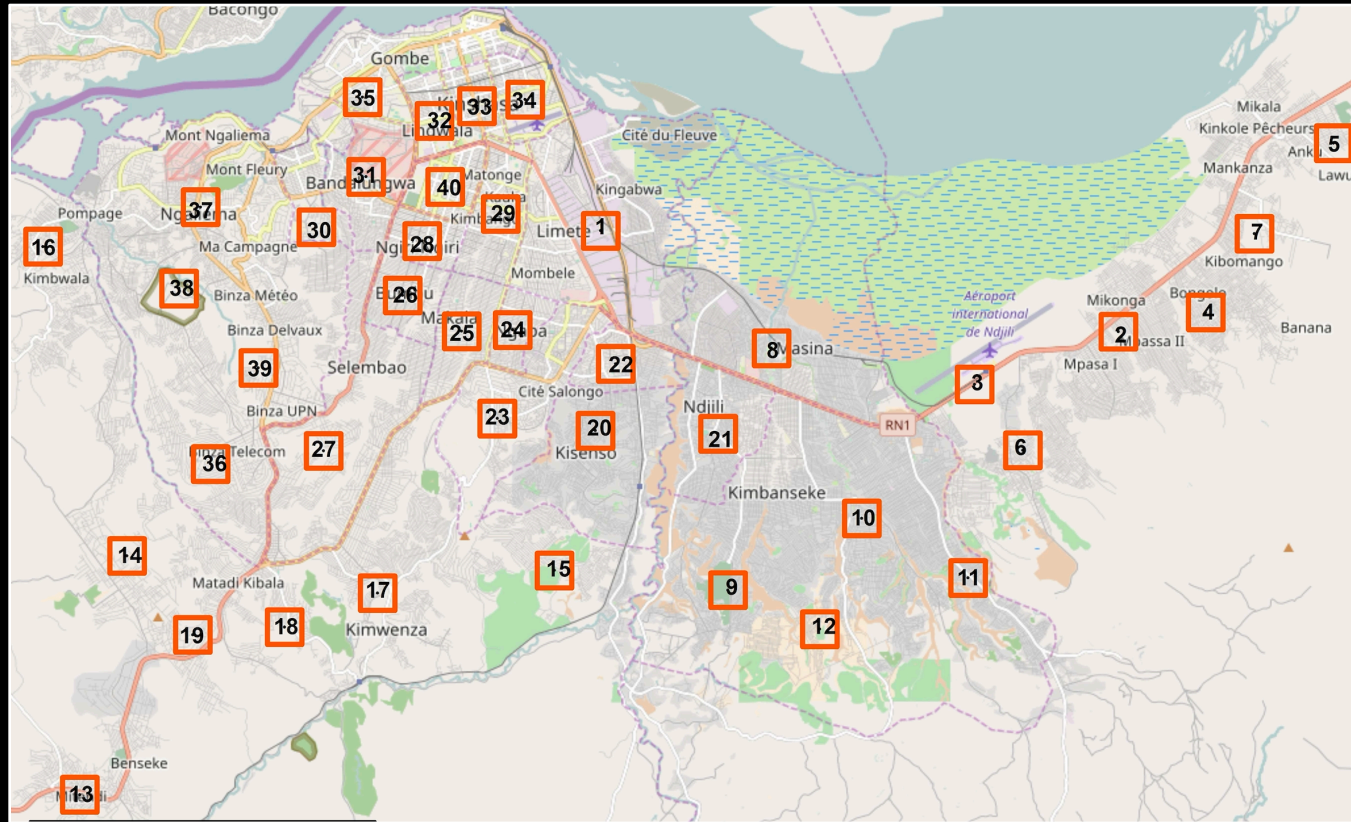 Bacongo
Gombe
35
33
34
32
Lingwala
Cité du Fleuve
Mikala
Kinkole Pêcheurs
5
Mont Ngaliema
Mont Fleury
31
40
Matonge
Kingabwa
Mankanza
Pompage
37
29
Limete
1
30
7
16
Ma Campagne
28
Kibomango
Kimbwala
38
Binza Météo
26
Mombele
Aéroport
international
de Ndjili
Mikonga
4
Banana
Binza Delvaux
25
24
2
8
Masina
Mpasa I
39
Selembao
22
3
Cité Salongo
Binza UPN
23
Ndjili
RN1
20
21
Kisenso
27
6
36
Kimbanseke
10
14
15
11
Matadi Kibala
17
9
19
18
Kimwenza
12
Benseke
13